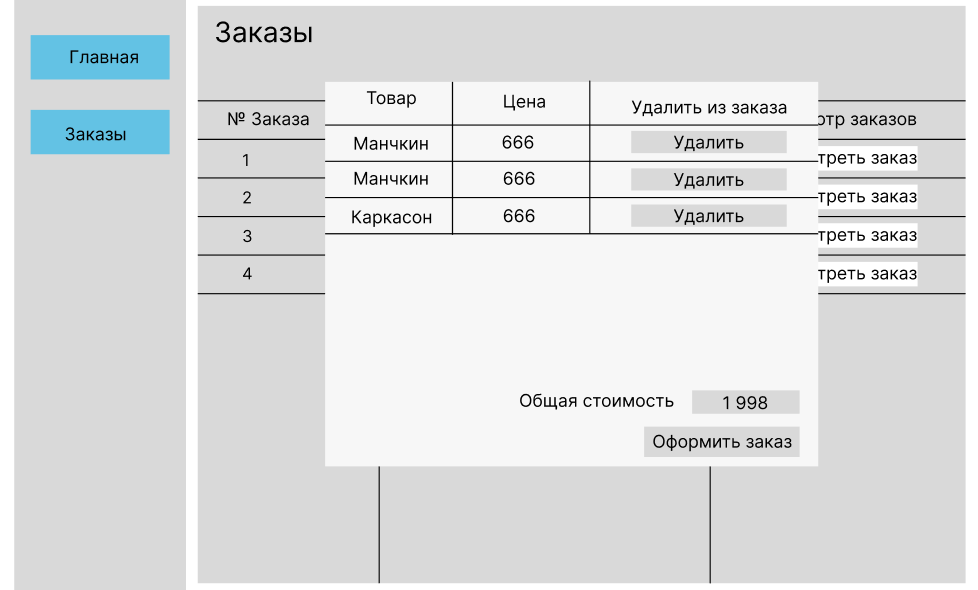 Главная
Заказы
Заказы
№ Заказа
отр заказов
1
треть заказ
2
треть заказ
3
треть заказ
4
треть заказ
Товар Цена Удалить из заказа
Манчкин 666 Удалить
Манчкин 666 Удалить
Каркасон 666 Удалить
Общая стоимость 1 998
Оформить заказ